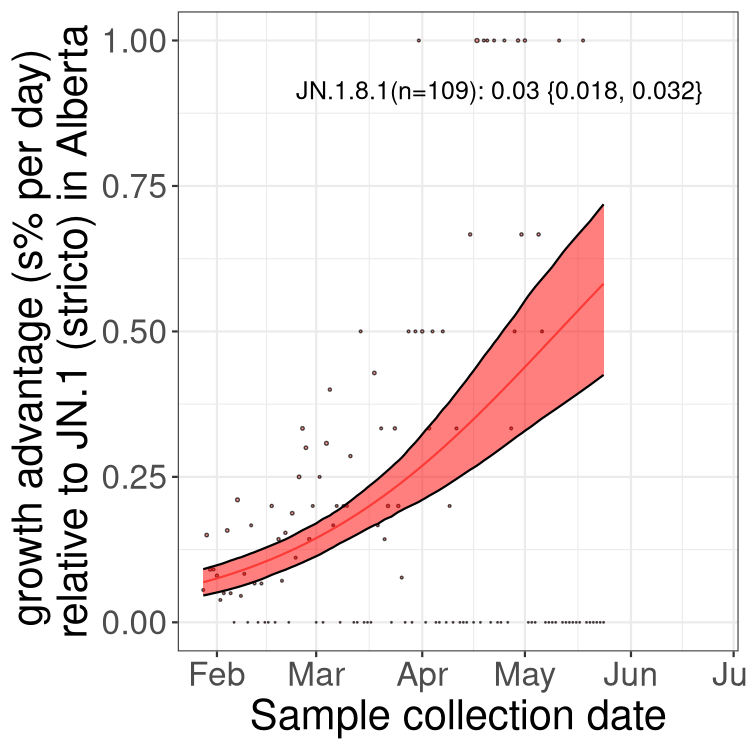 growth advantage (s% per day)
relative to JN.1 (stricto) in Alberta
1.00
JN.1.8.1(n=109): 0.03 {0.018, 0.032}
0.75
0.50
0.25
0.00
Feb Mar Apr May Jun Ju
Sample collection date